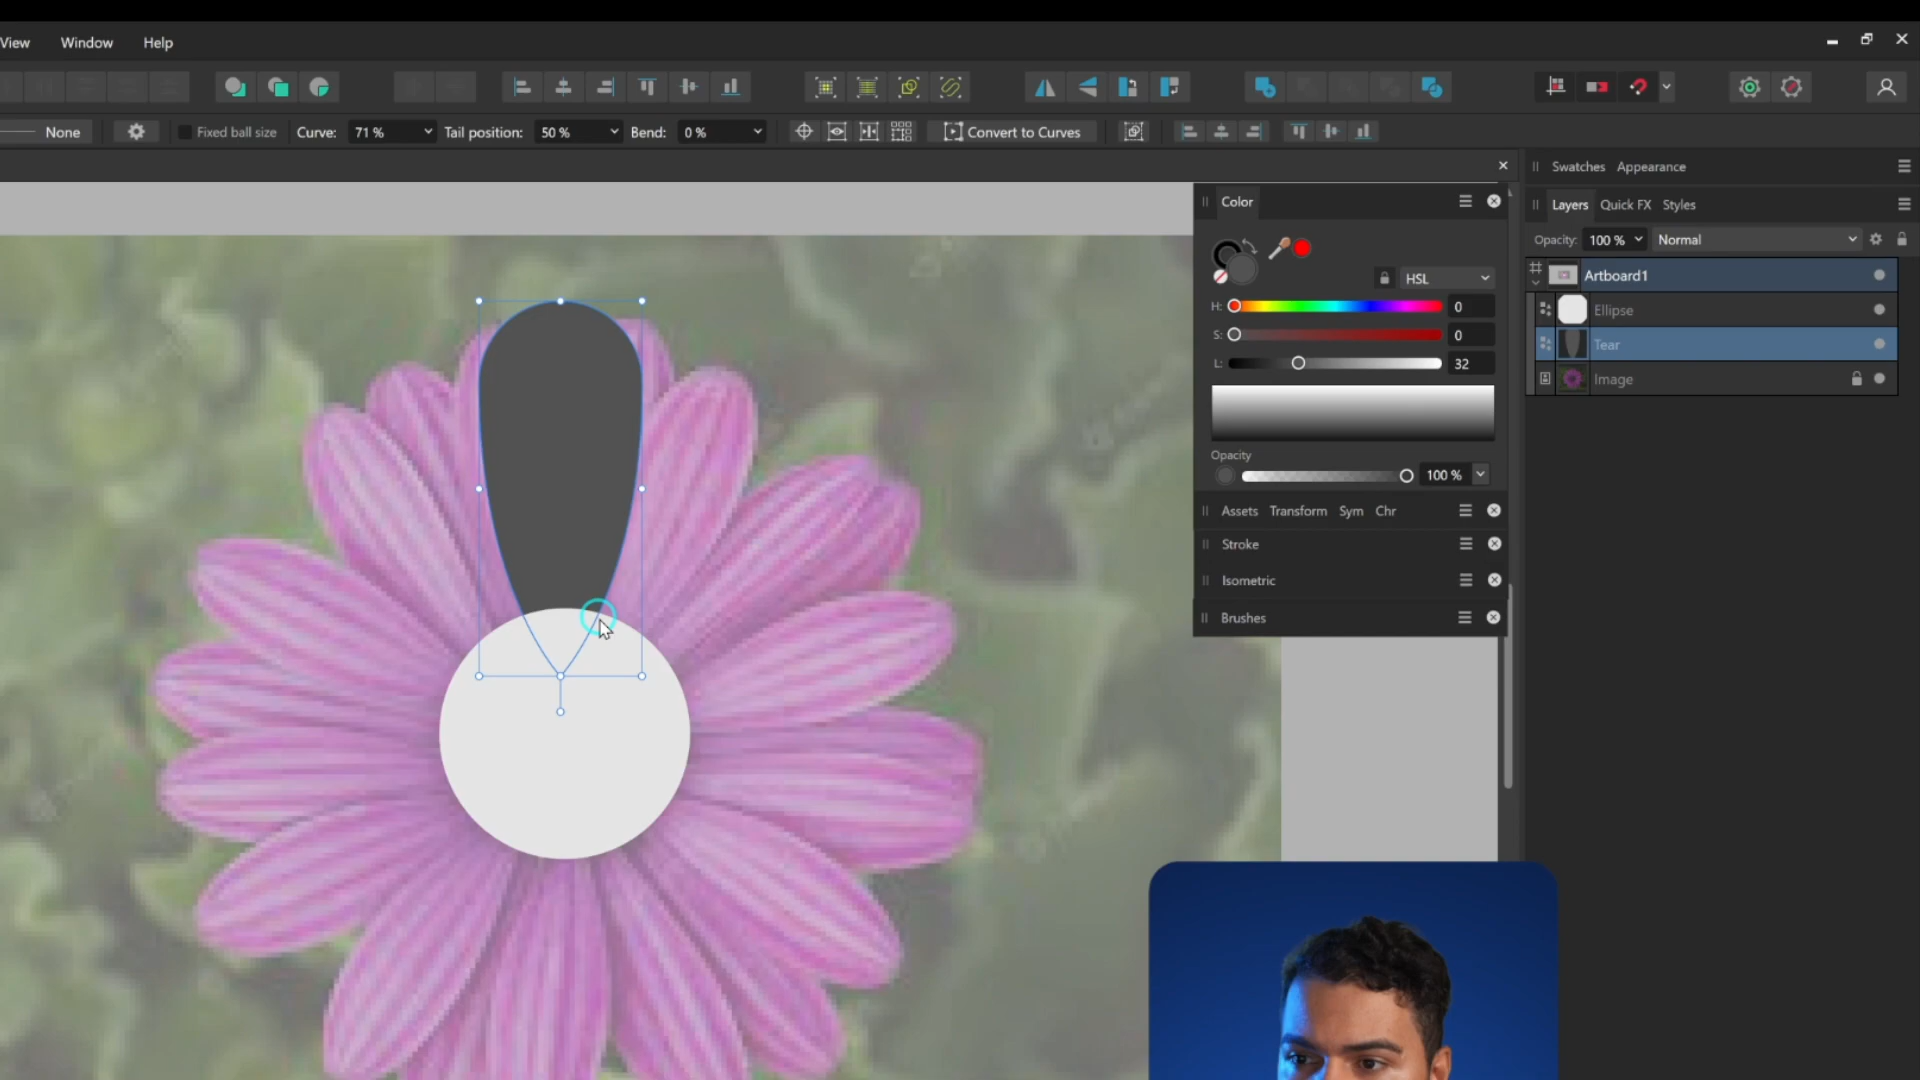 View Window Help
None Fixed ball size Curve: 71 % Tail position: 50 % Bend: 0 % Convert to Curves
Swatches Appearance
Color
Layers Quick FX Styles
Opacity: 100 % Normal
HSL
Artboard1
H: 0
Ellipse
S: 0
Tear
L: 32
Image
Opacity
100 %
Assets Transform Sym Chr
Stroke
Isometric
Brushes